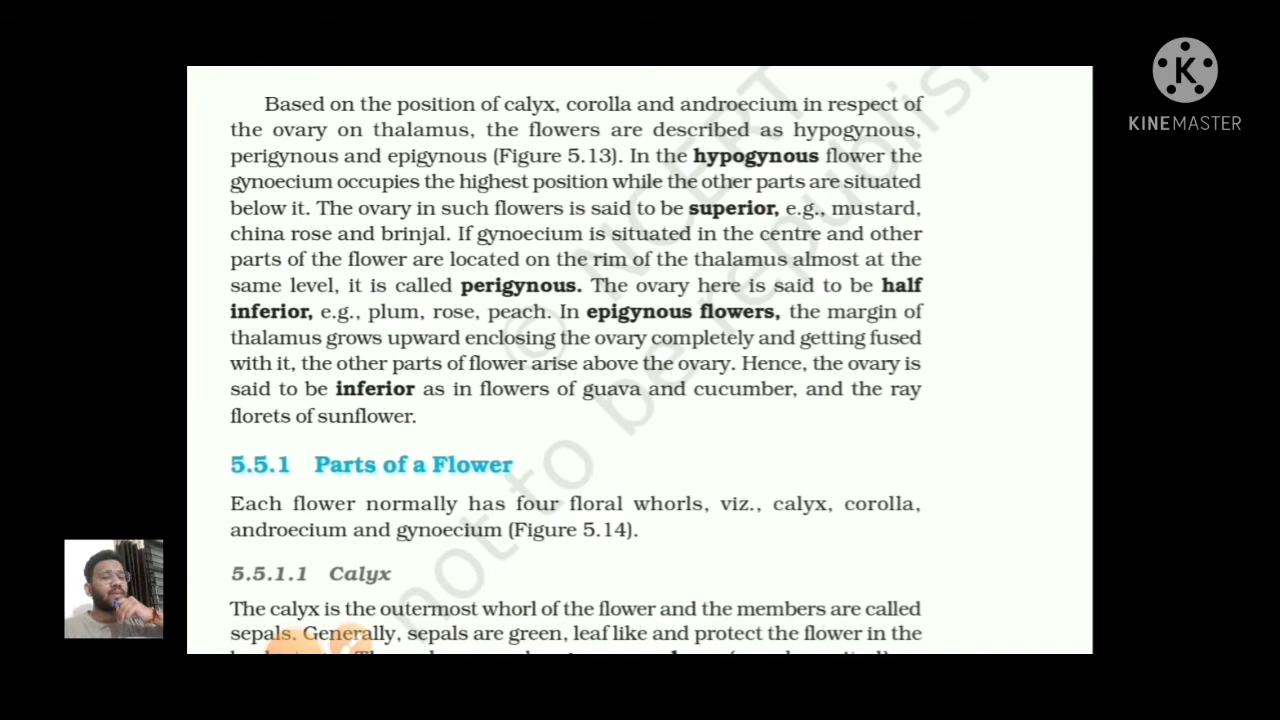 K
KINEMASTER
Based on the position of calyx, corolla and androecium in respect of
the ovary on thalamus, the flowers are described as hypogynous,
perigynous and epigynous (Figure 5.13). In the hypogynous flower the
gynoecium occupies the highest position while the other parts are situated
below it. The ovary in such flowers is said to be superior, e.g., mustard,
china rose and brinjal. If gynoecium is situated in the centre and other
parts of the flower are located on the rim of the thalamus almost at the
same level, it is called perigynous. The ovary here is said to be half
inferior, e.g., plum, rose, peach. In epigynous flowers, the margin of
thalamus grows upward enclosing the ovary completely and getting fused
with it, the other parts of flower arise above the ovary. Hence, the ovary is
said to be inferior as in flowers of guava and cucumber, and the ray
florets of sunflower.
5.5.1 Parts of a Flower
Each flower normally has four floral whorls, viz., calyx, corolla,
androecium and gynoecium (Figure 5.14).
5.5.1.1 Calyx
The calyx is the outermost whorl of the flower and the members are called
sepals. Generally, sepals are green, leaf like and protect the flower in the
© NCERT
not to be republish